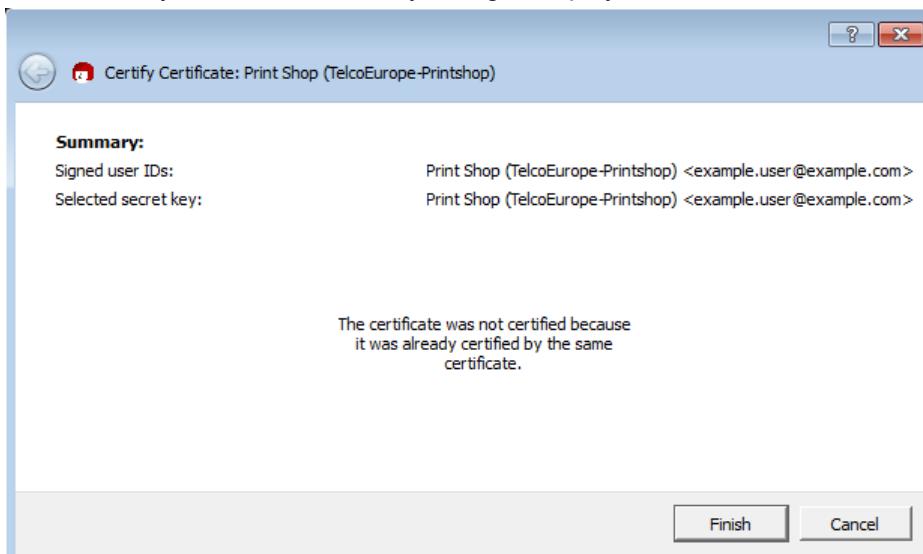 Certify Certificate: Print Shop (TelcoEurope-Printshop)
Summary:
Signed user IDs: Print Shop (TelcoEurope-Printshop) <example.user@example.com>
Selected secret key: Print Shop (TelcoEurope-Printshop) <example.user@example.com>
The certificate was not certified because
it was already certified by the same
certificate.
Finish Cancel